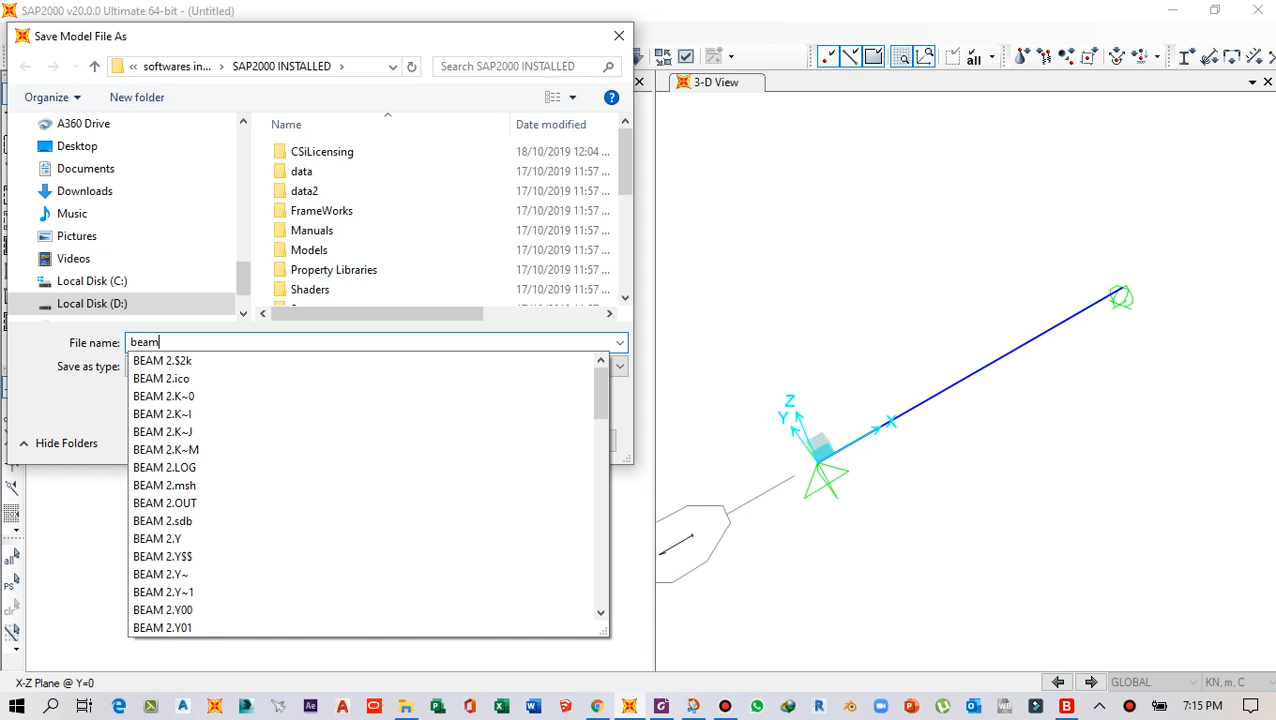 SAP2000 v20.0.0 Ultimate 64-bit - (Untitled)
Save Model File As
« softwares in... > SAP2000 INSTALLED >
Search SAP2000 INSTALLED
Organize
New folder
A360 Drive
Desktop
Documents
Downloads
Music
Pictures
Videos
Local Disk (C:)
Local Disk (D:)
Name
Date modified
CSiLicensing
18/10/2019 12:04 ...
data
17/10/2019 11:57 ...
data2
17/10/2019 11:57 ...
FrameWorks
17/10/2019 11:57 ...
Manuals
17/10/2019 11:57 ...
Models
17/10/2019 11:57 ...
Property Libraries
17/10/2019 11:57 ...
Shaders
17/10/2019 11:57 ...
File name:
beam
Save as type:
BEAM 2.$2k
BEAM 2.ico
BEAM 2.K~0
BEAM 2.K~I
BEAM 2.K~J
BEAM 2.K~M
BEAM 2.LOG
BEAM 2.msh
BEAM 2.OUT
BEAM 2.sdb
BEAM 2.Y
BEAM 2.Y$$
BEAM 2.Y~
BEAM 2.Y~1
BEAM 2.Y00
BEAM 2.Y01
Hide Folders
all
3-D View
Z
Y
X
all
PS
clr
X-Z Plane @ Y=0
GLOBAL
KN, m, C
7:15 PM